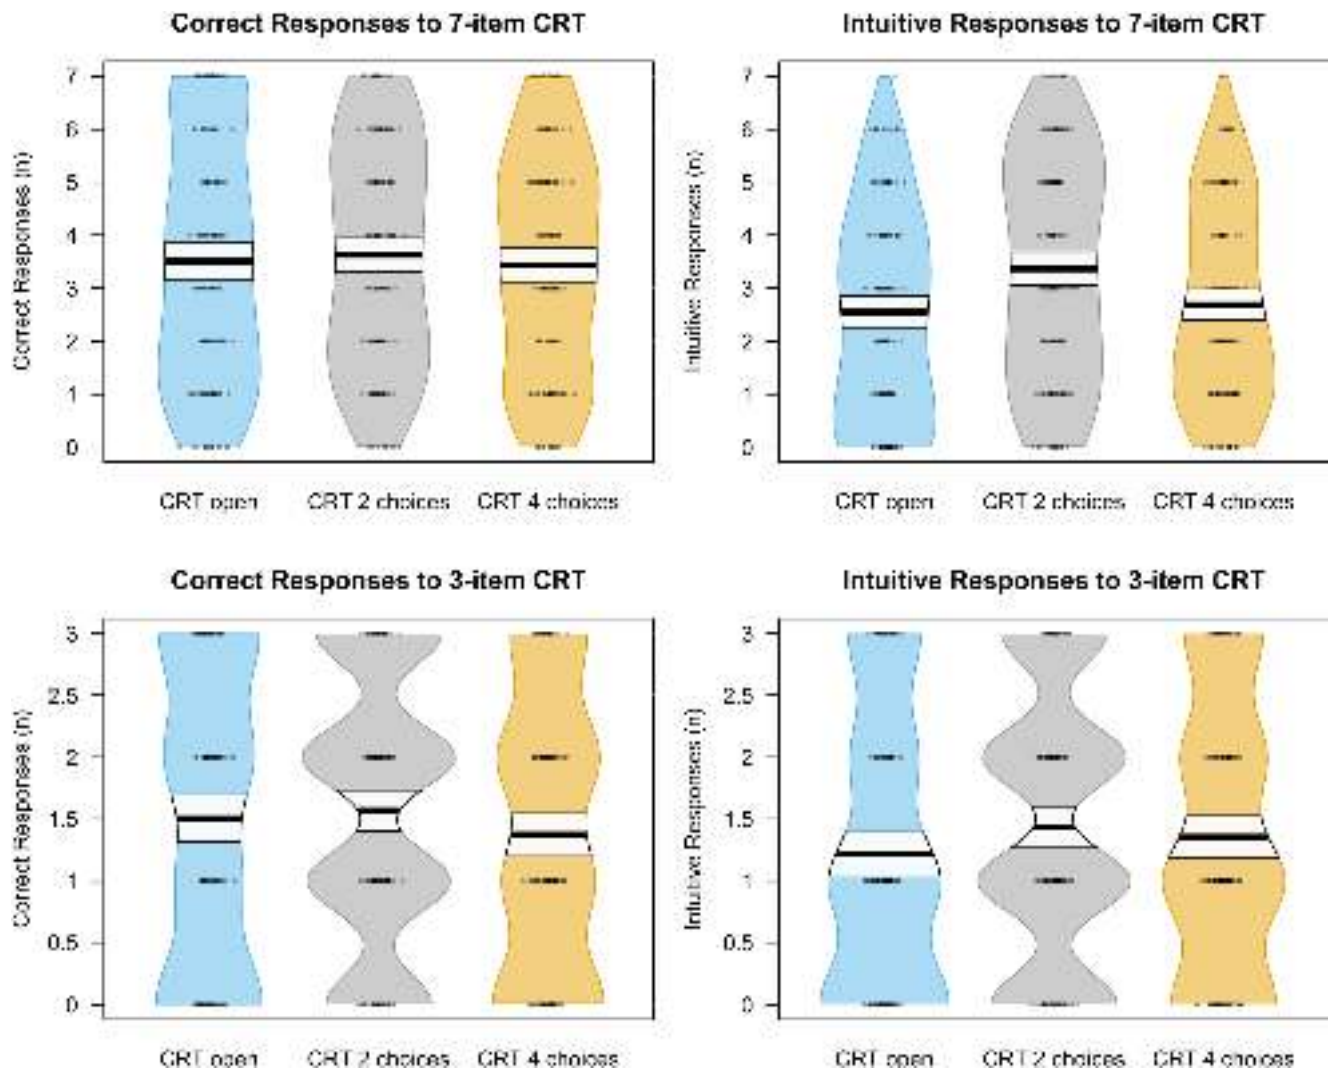 Correct Responses to 7-item CRT
Correct Responses (n)
7
6
5
4
3
2
1
0
CRT open CRT 2 choices CRT 4 choices
Intuitive Responses to 7-item CRT
Intuitive Responses (n)
7
6
5
4
3
2
1
0
CRT open CRT 2 choices CRT 4 choices
Correct Responses to 3-item CRT
Correct Responses (n)
3
2.5
2
1.5
1
0.5
0
CRT open CRT 2 choices CRT 4 choices
Intuitive Responses to 3-item CRT
Intuitive Responses (n)
3
2.5
2
1.5
1
0.5
0
CRT open CRT 2 choices CRT 4 choices